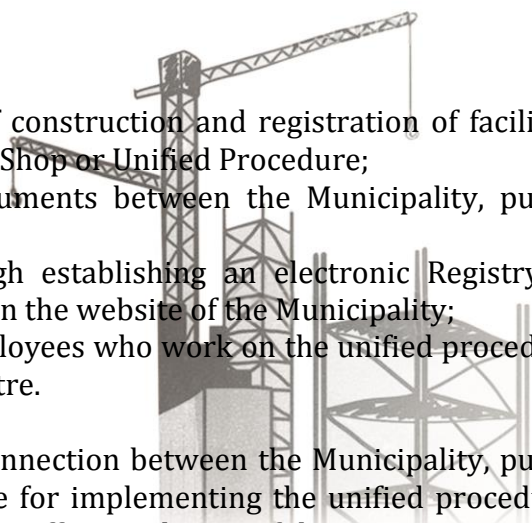 construction and registration of facili
Shop or Unified Procedure;
uments between the Municipality, pu
gh establishing an electronic Registry
n the website of the Municipality;
loyees who work on the unified proced
tre.
nnection between the Municipality, pu
e for implementing the unified proced